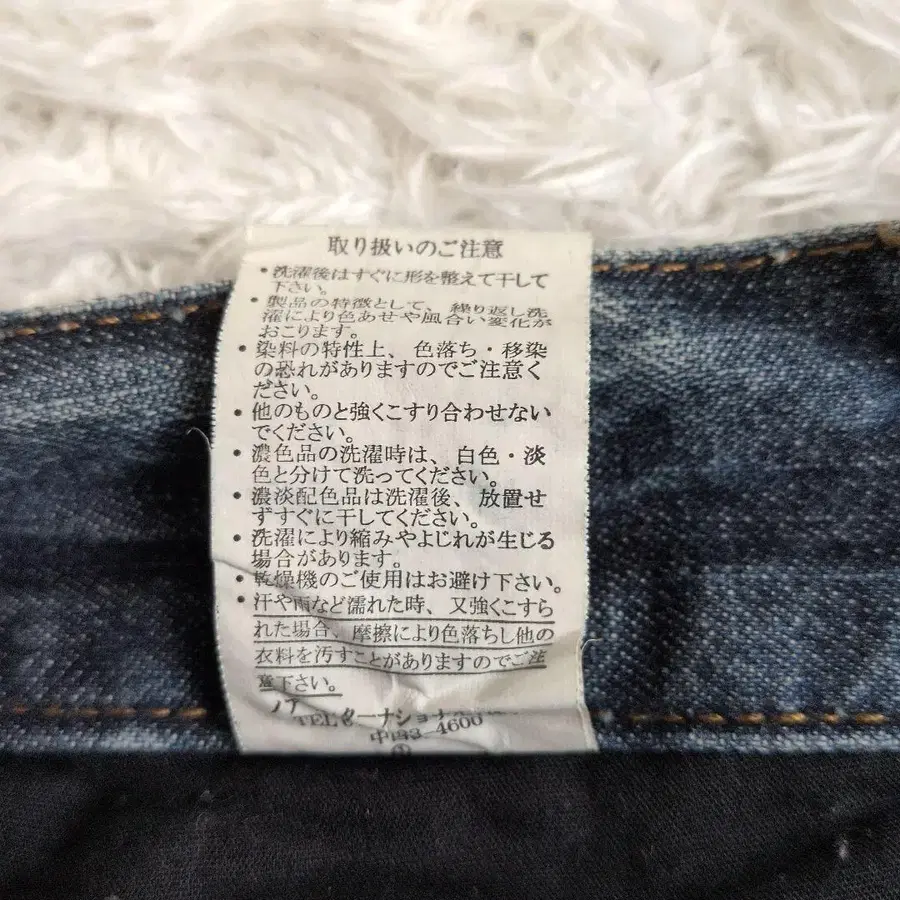 取り扱いのご注意
・洗濯後はすぐに形を整えて干して
下さい。
・製品の特徴として、繰り返し洗
濯により色あせや風合い変化が
おこります。
・染料の特性上、色落ち・移染
の恐れがありますのでご注意く
ださい。
・他のものと強くこすり合わせない
でください。
・濃色品の洗濯時は、白色・淡
色と分けて洗ってください。
・濃淡配色品は洗濯後、放置せ
ずすぐに干してください。
・洗濯により縮みやよじれが生じる
場合があります。
・乾燥機のご使用はお避け下さい。
・汗や雨など濡れた時、又強くこすら
れた場合、摩擦により色落ちし他の
衣料を汚すことがありますのでご注
意下さい。
TEL
4600